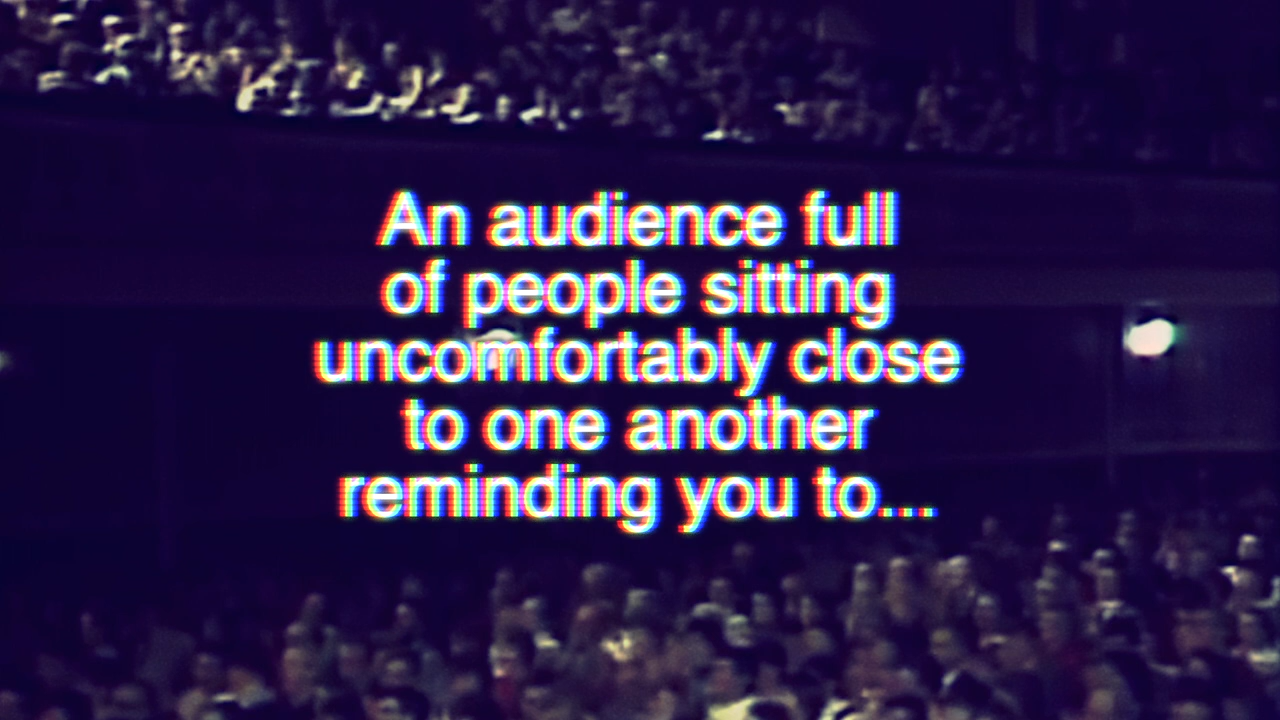 An audience full
of people sitting
uncomfortably close
to one another
reminding you to...